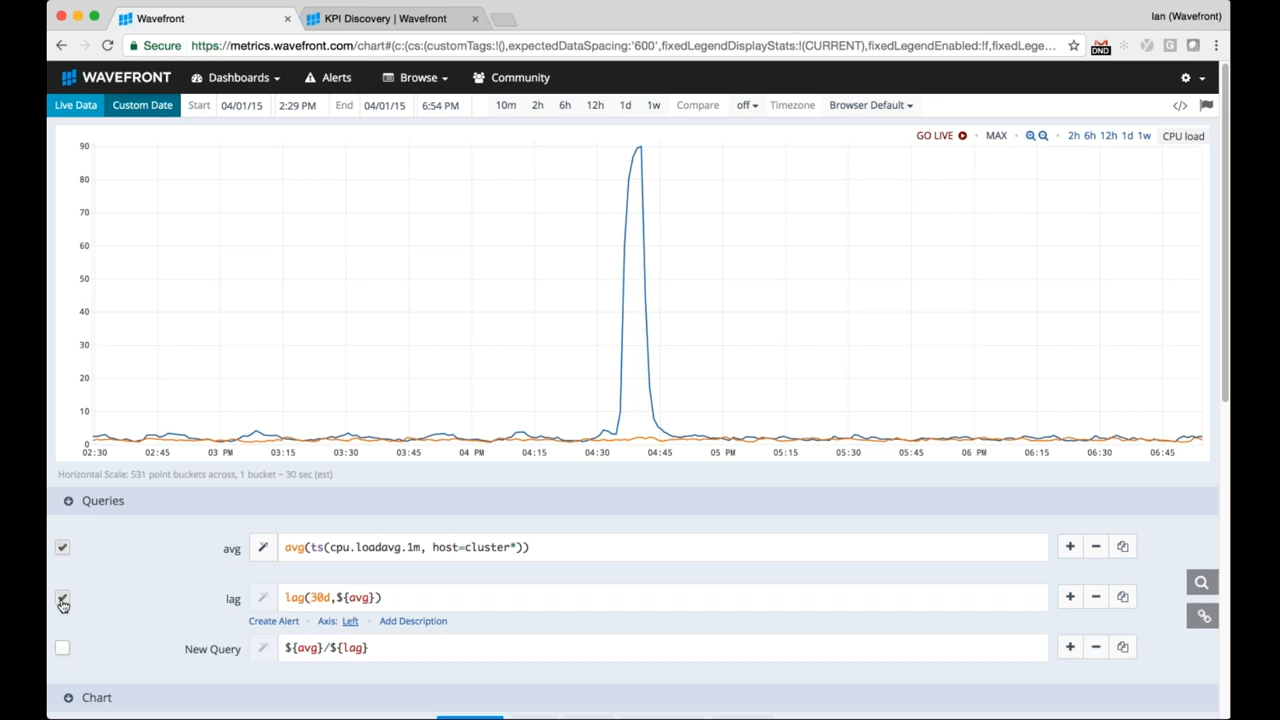 Wavefront ×
KPI Discovery | Wavefront ×
Ian (Wavefront)
Secure https://metrics.wavefront.com/chart#(c:(cs:(customTags:!(),expectedDataSpacing:'600',fixedLegendDisplayStats:!(CURRENT),fixedLegendEnabled:!f,fixedLege...
DND
G
WAVEFRONT Dashboards Alerts Browse Community
Live Data Custom Date Start 04/01/15 2:29 PM End 04/01/15 6:54 PM 10m 2h 6h 12h 1d 1w Compare off Timezone Browser Default </>
GO LIVE • MAX • • 2h 6h 12h 1d 1w CPU load
90
80
70
60
50
40
30
20
10
0
02:30 02:45 03 PM 03:15 03:30 03:45 04 PM 04:15 04:30 04:45 05 PM 05:15 05:30 05:45 06 PM 06:15 06:30 06:45
Horizontal Scale: 531 point buckets across, 1 bucket ~ 30 sec (est)
Queries
avg avg(ts(cpu.loadavg.1m, host=cluster*))
lag lag(30d,${avg})
Create Alert • Axis: Left • Add Description
New Query ${avg}/${lag}
Chart